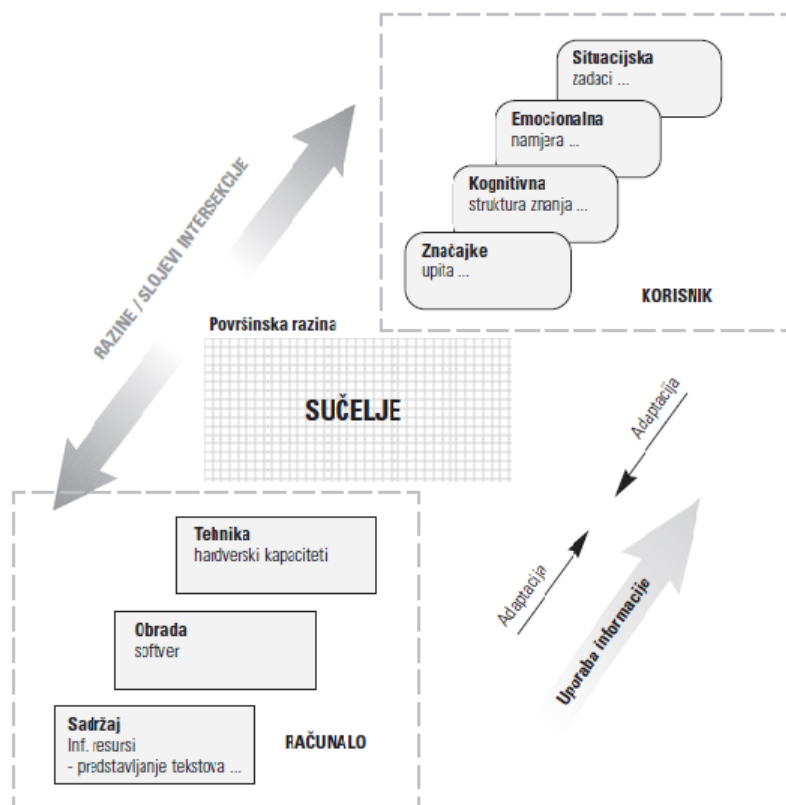 Situacijska
zadaci ...
Emocionalna
namjera ...
Kognitivna
struktura znanja ...
Značajke
upita ...
KORISNIK
RAZINE / SLOJEVI INTERSEKCIJE
Površinska razina
SUČELJE
Adaptacija
Adaptacija
Uporaba informacije
Tehnika
hardverski kapaciteti
Obrada
softver
Sadržaj
Inf. resursi
- predstavljanje tekstova ...
RAČUNALO